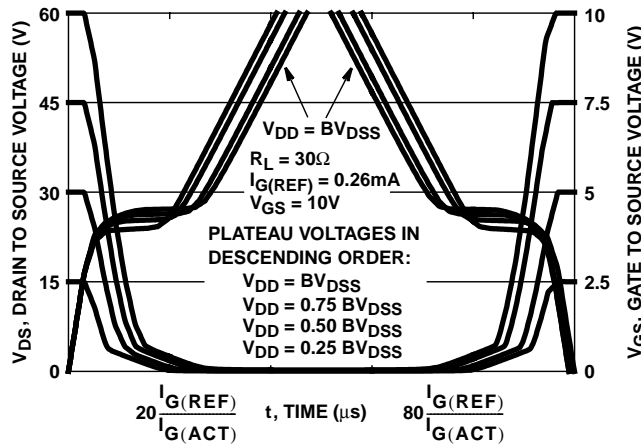 V_DS, DRAIN TO SOURCE VOLTAGE (V)
60
45
30
15
0
10
7.5
5
2.5
0
V_GS, GATE TO SOURCE VOLTAGE (V)
V_DD = BV_DSS
R_L = 30Ω
I_G(REF) = 0.26mA
V_GS = 10V
PLATEAU VOLTAGES IN
DESCENDING ORDER:
V_DD = BV_DSS
V_DD = 0.75 BV_DSS
V_DD = 0.50 BV_DSS
V_DD = 0.25 BV_DSS
20 I_G(REF)/I_G(ACT)
t, TIME (μs)
80 I_G(REF)/I_G(ACT)